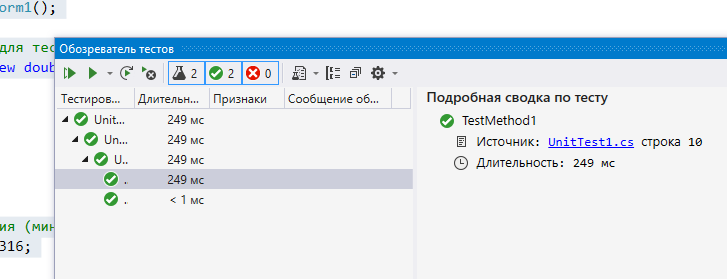 orm1();
для тес
ew doub
ия (мин
316;
Обозреватель тестов
2 2 0
Тестиров... Длительн... Признаки Сообщение об...
Unit... 249 мс
Un... 249 мс
U... 249 мс
.. 249 мс
.. < 1 мс
Подробная сводка по тесту
TestMethod1
Источник: UnitTest1.cs строка 10
Длительность: 249 мс